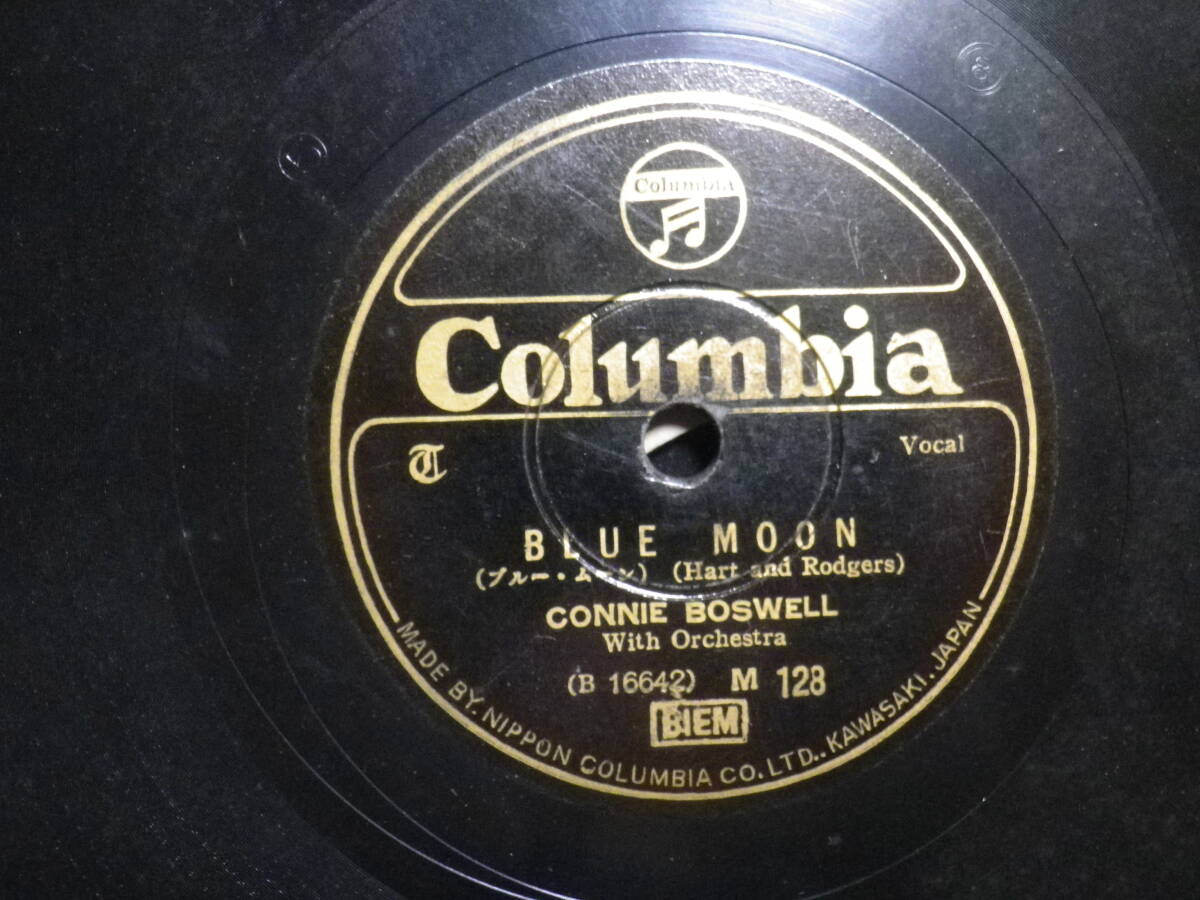 Columbia
Columbia
T Vocal
BLUE MOON
(ブルー・ムーン) (Hart and Rodgers)
CONNIE BOSWELL
With Orchestra
(B 16642) M 128
BIEM
MADE BY. NIPPON COLUMBIA CO. LTD., KAWASAKI. JAPAN